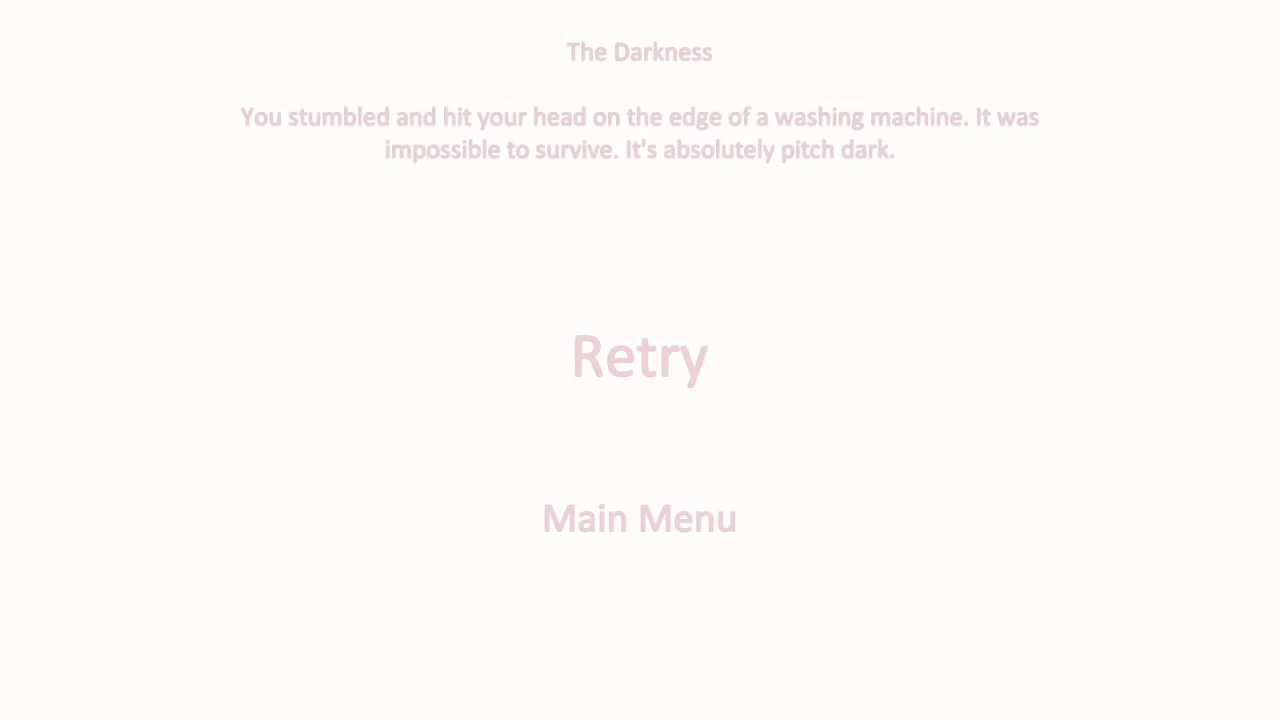 The Darkness
You stumbled and hit your head on the edge of a washing machine. It was
impossible to survive. It's absolutely pitch dark.
Retry
Main Menu